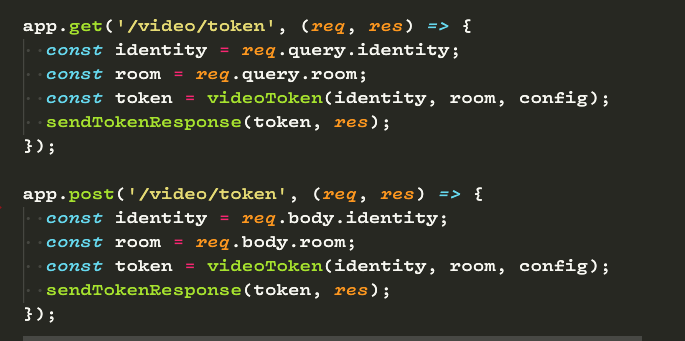 app.get('/video/token', (req, res) => {
  const identity = req.query.identity;
  const room = req.query.room;
  const token = videoToken(identity, room, config);
  sendTokenResponse(token, res);
});

app.post('/video/token', (req, res) => {
  const identity = req.body.identity;
  const room = req.body.room;
  const token = videoToken(identity, room, config);
  sendTokenResponse(token, res);
});